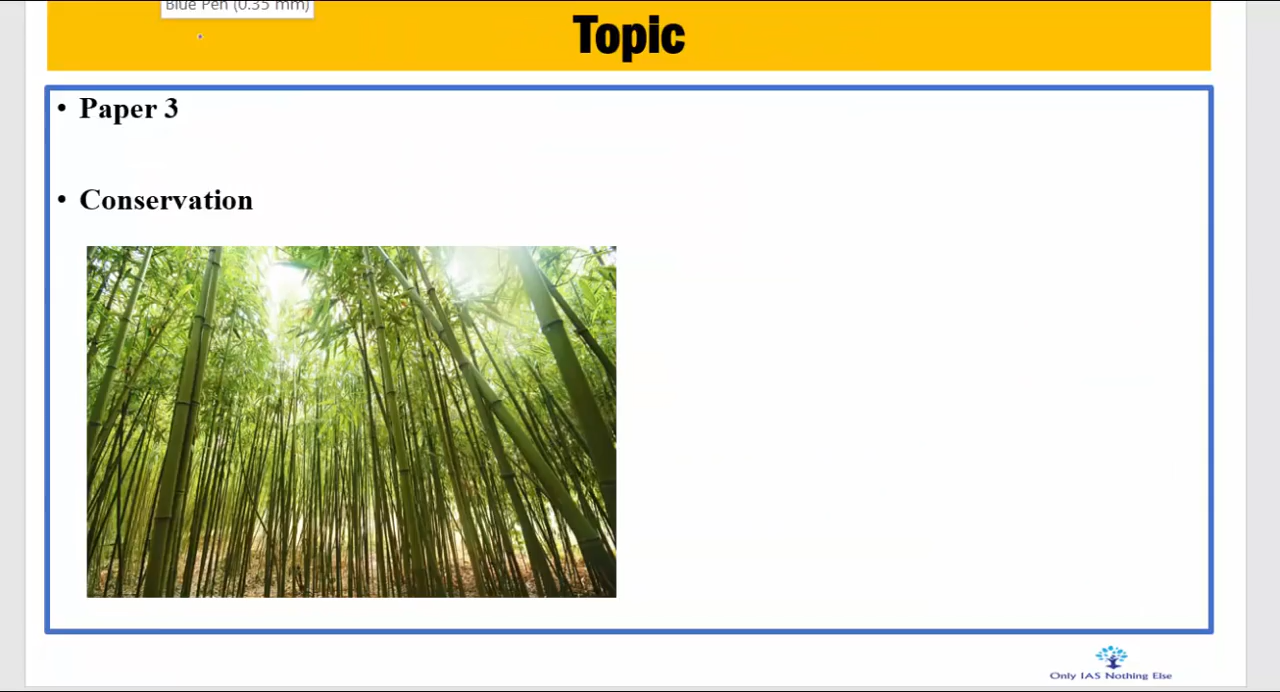 Blue Pen (0.35 mm)
Topic
• Paper 3
• Conservation
Only IAS Nothing Else